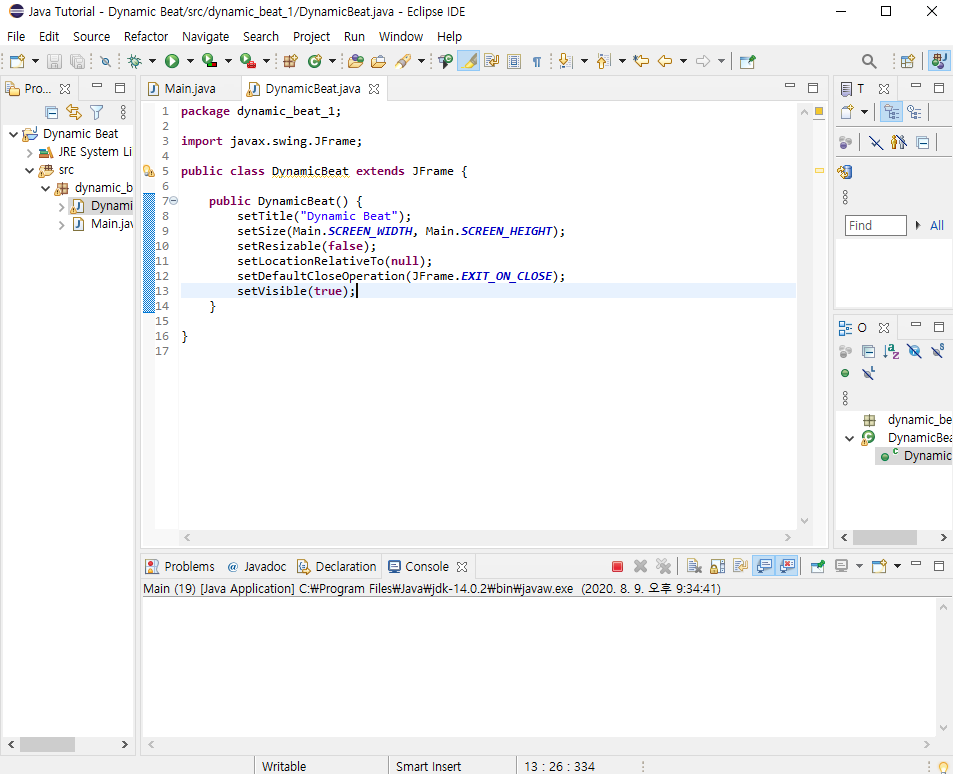 Java Tutorial - Dynamic Beat/src/dynamic_beat_1/DynamicBeat.java - Eclipse IDE
File Edit Source Refactor Navigate Search Project Run Window Help
Pro...
Dynamic Beat
JRE System Li
src
dynamic_b
Dynami
Main.jav
Main.java DynamicBeat.java
1 package dynamic_beat_1;
2
3 import javax.swing.JFrame;
4
5 public class DynamicBeat extends JFrame {
6
7 public DynamicBeat() {
8 setTitle("Dynamic Beat");
9 setSize(Main.SCREEN_WIDTH, Main.SCREEN_HEIGHT);
10 setResizable(false);
11 setLocationRelativeTo(null);
12 setDefaultCloseOperation(JFrame.EXIT_ON_CLOSE);
13 setVisible(true);
14 }
15
16 }
17
T
Find All
O
dynamic_be
DynamicBea
Dynamic
Problems @ Javadoc Declaration Console
Main (19) [Java Application] C:₩Program Files₩Java₩jdk-14.0.2₩bin₩javaw.exe (2020. 8. 9. 오후 9:34:41)
Writable Smart Insert 13 : 26 : 334